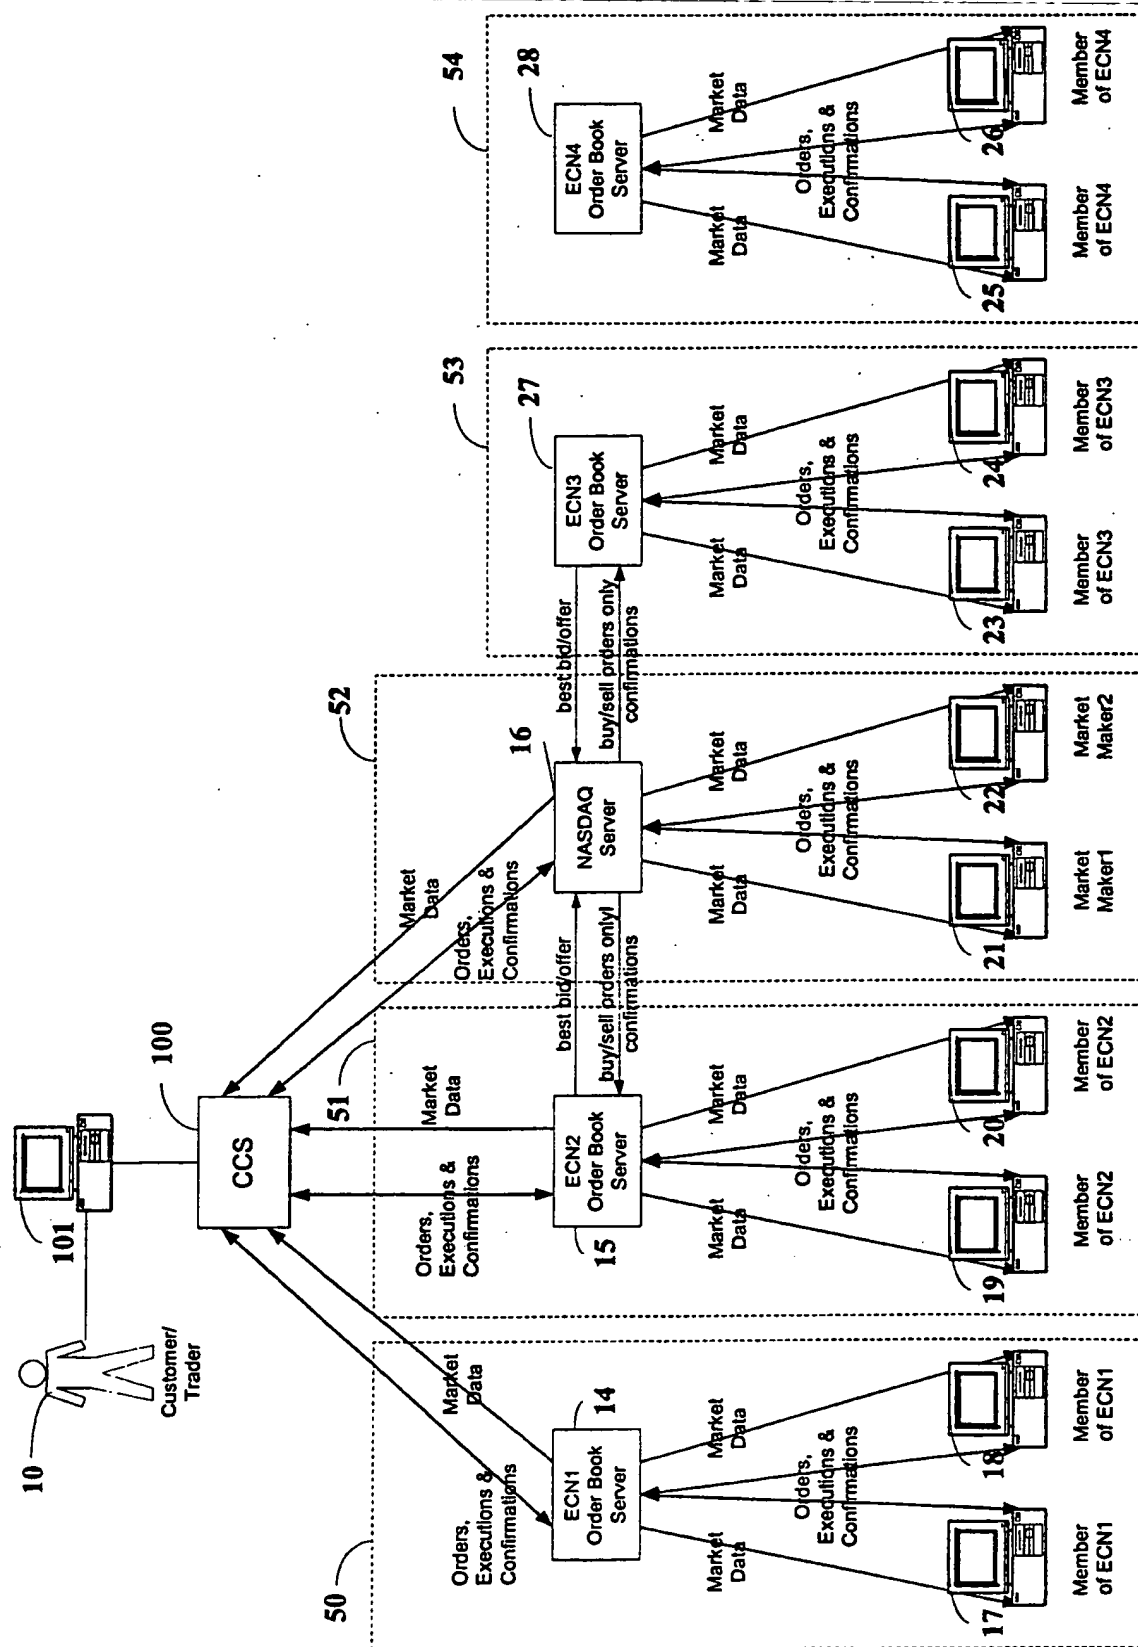 10
Customer/
Trader
101
CCS
100
50
51
52
53
54
Orders,
Executions &
Confirmations
Market
Data
Orders,
Executions &
Confirmations
Market
Data
Market
Data
Orders,
Executions &
Confirmations
ECN1
Order Book
Server
14
ECN2
Order Book
Server
15
best bid/offer
buy/sell orders only
confirmations
NASDAQ
Server
16
best bid/offer
buy/sell orders only
confirmations
ECN3
Order Book
Server
27
ECN4
Order Book
Server
28
Market
Data
Orders,
Executions &
Confirmations
Market
Data
Market
Data
Orders,
Executions &
Confirmations
Market
Data
Market
Data
Orders,
Executions &
Confirmations
Market
Data
Market
Data
Orders,
Executions &
Confirmations
Market
Data
Market
Data
Orders,
Executions &
Confirmations
Market
Data
17
18
19
20
21
22
23
24
25
26
Member
of ECN1
Member
of ECN1
Member
of ECN2
Member
of ECN2
Market
Maker1
Market
Maker2
Member
of ECN3
Member
of ECN3
Member
of ECN4
Member
of ECN4